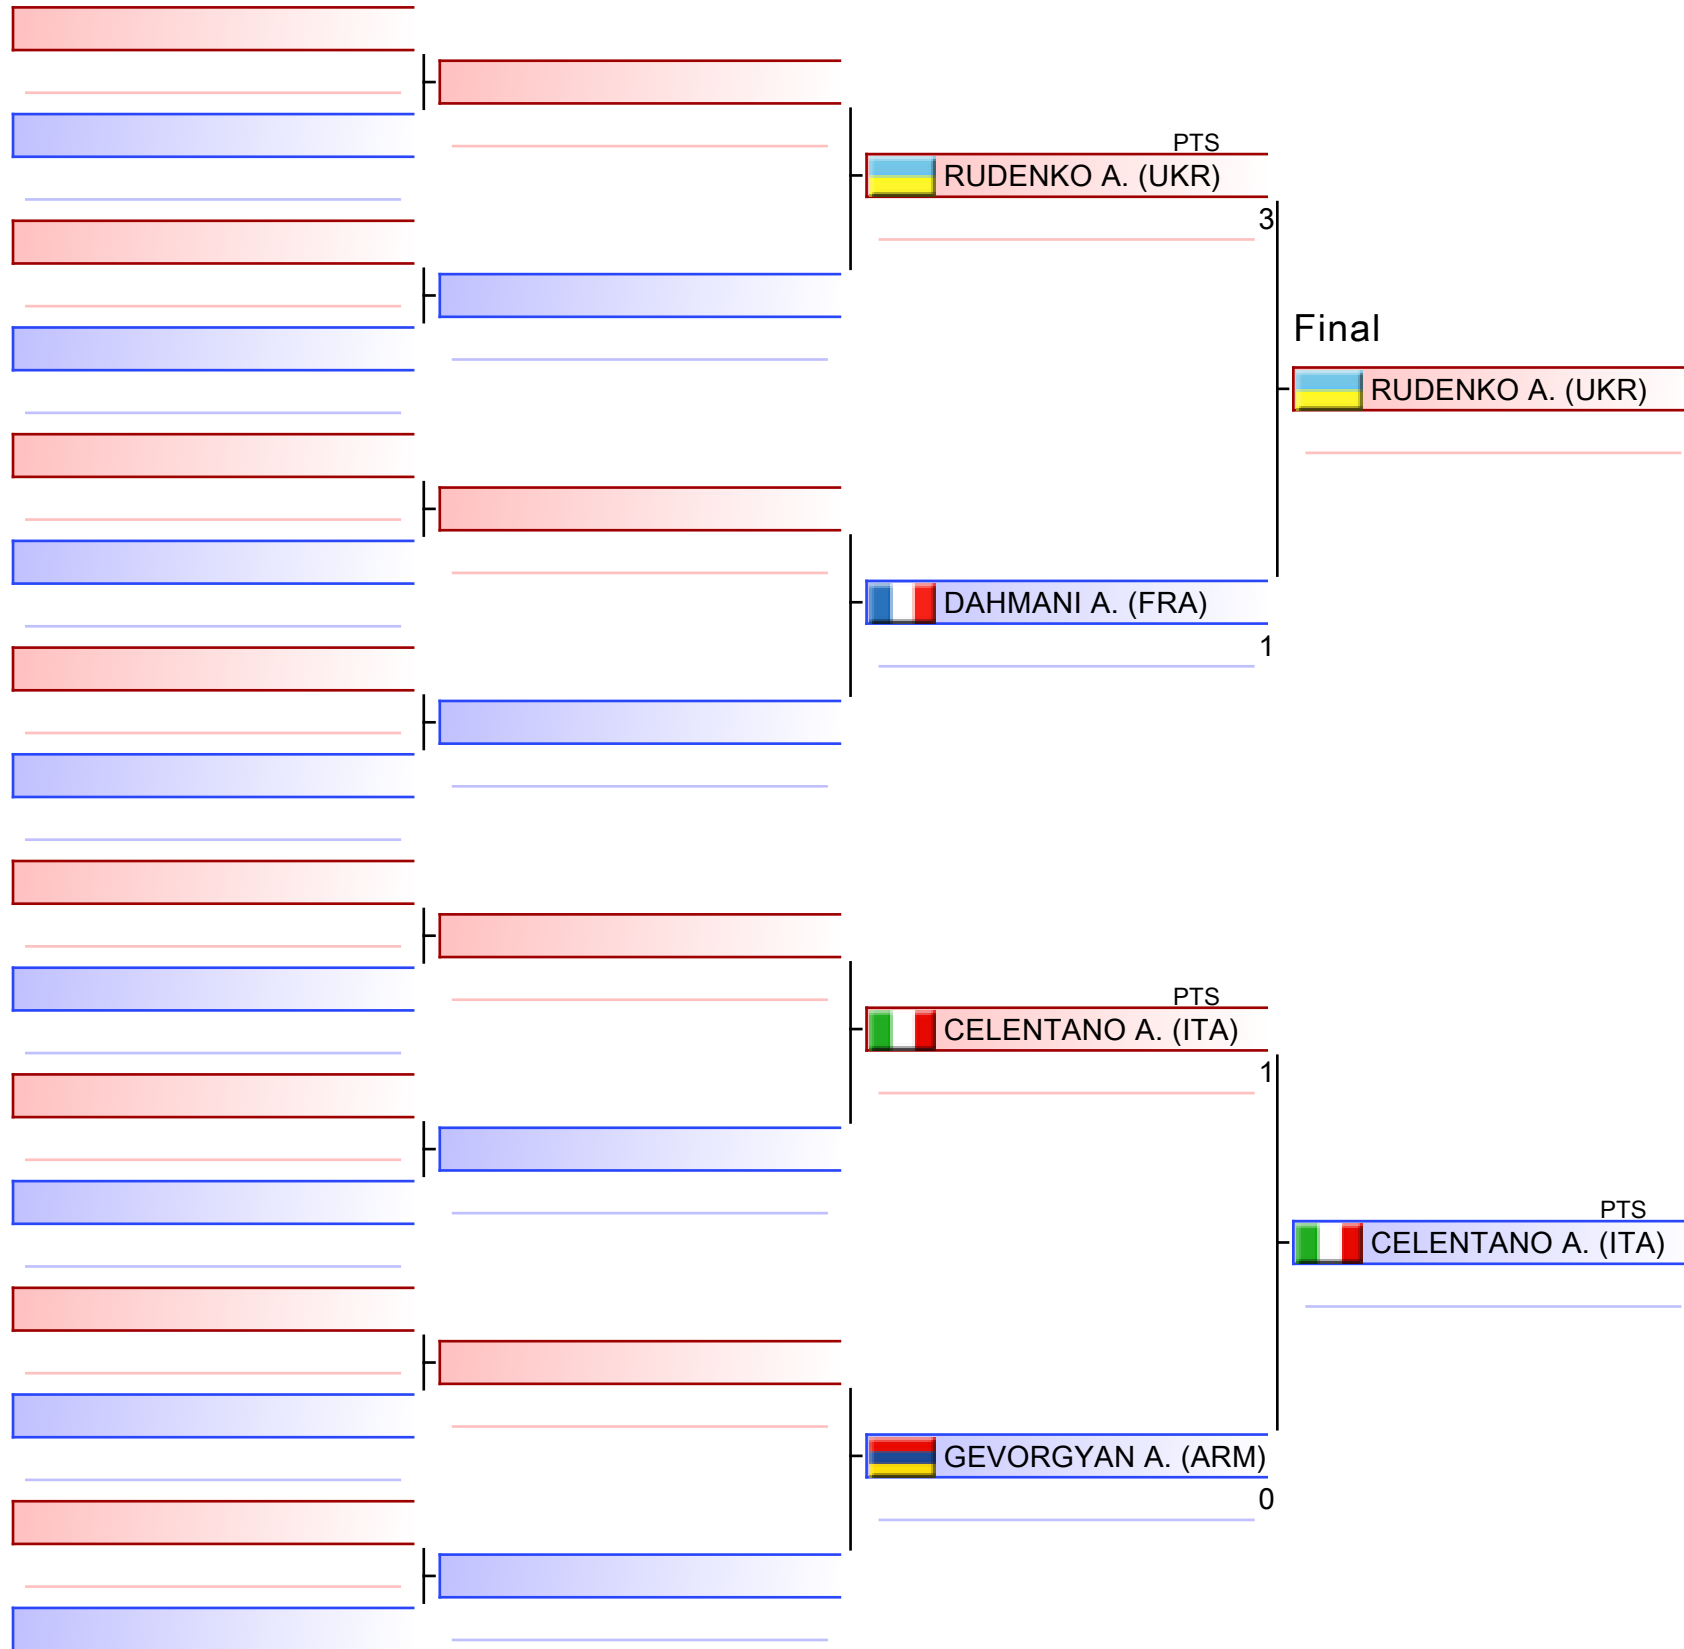 PTS
RUDENKO A. (UKR)
3
Final
RUDENKO A. (UKR)
DAHMANI A. (FRA)
1
PTS
CELENTANO A. (ITA)
1
PTS
CELENTANO A. (ITA)
GEVORGYAN A. (ARM)
0